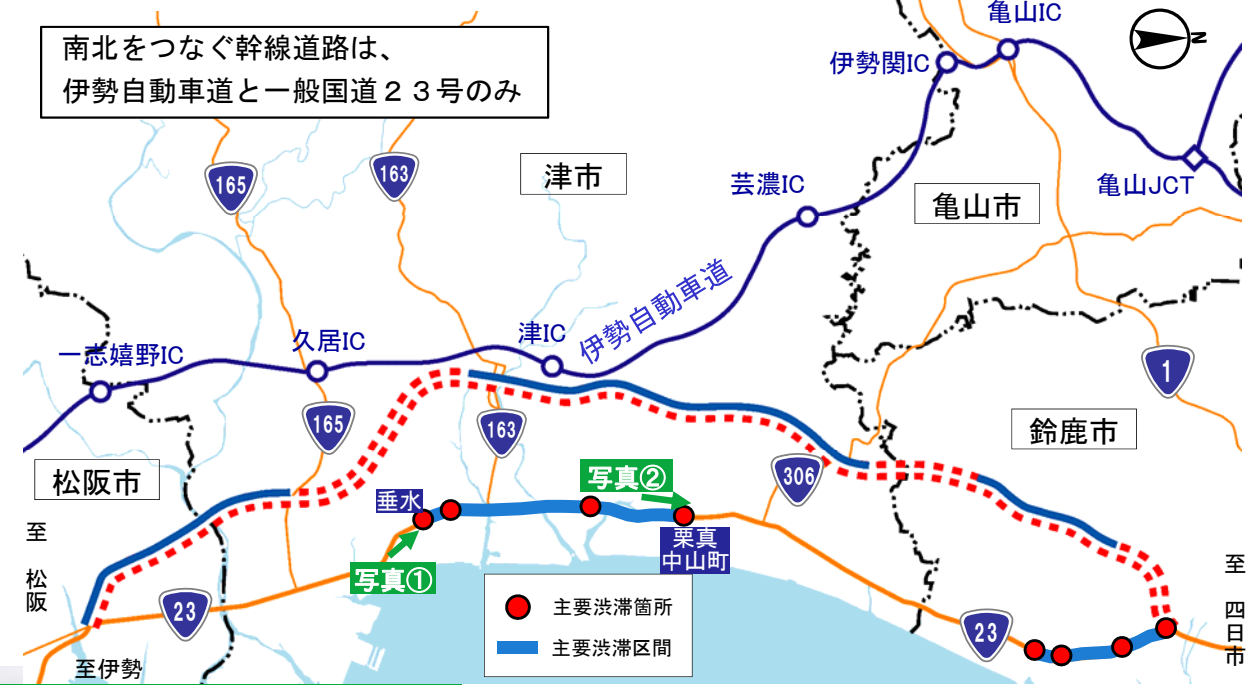 南北をつなぐ幹線道路は、
伊勢自動車道と一般国道23号のみ
亀山IC
N
伊勢関IC
165
163
津市
芸濃IC
亀山市
亀山JCT
伊勢自動車道
一志嬉野IC
久居IC
津IC
1
165
163
鈴鹿市
松阪市
306
写真②
垂水
栗真
中山町
写真①
至
松
阪
23
至伊勢
主要渋滞箇所
主要渋滞区間
23
至
四
日
市